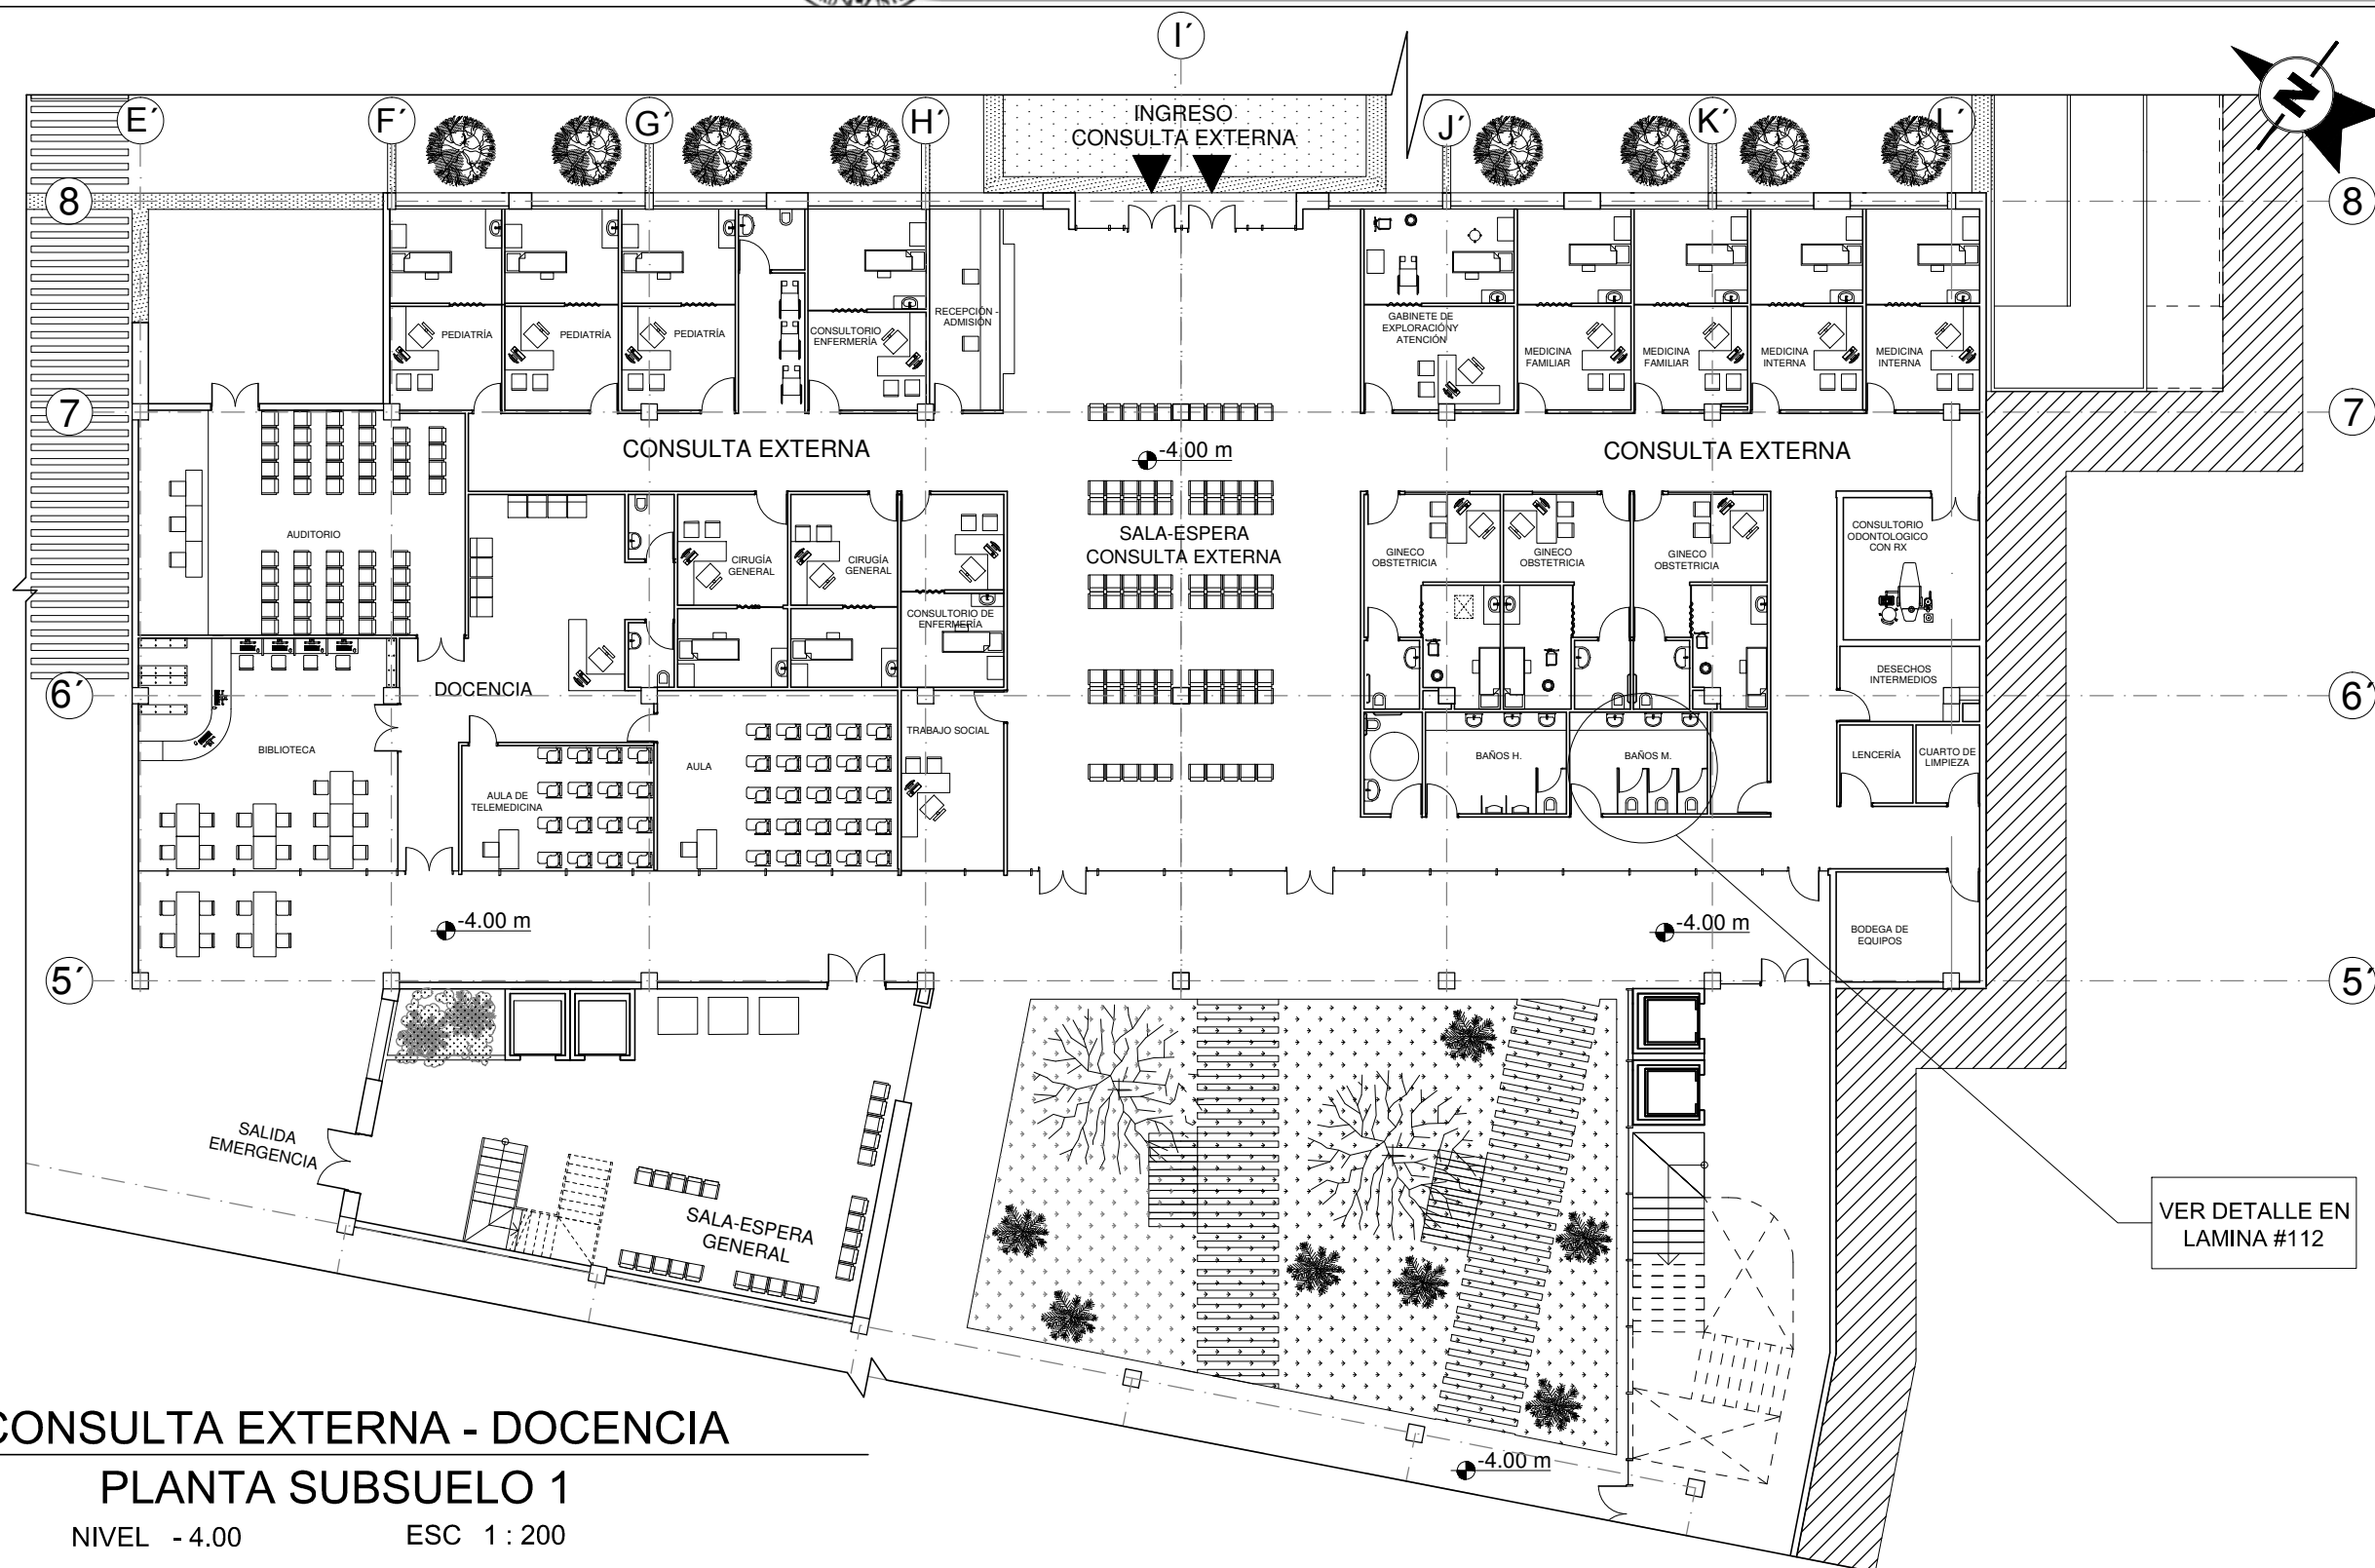 I´
INGRESO
CONSULTA EXTERNA
N
E´
F´
G´
H´
J´
K´
L´
8
8
PEDIATRÍA
PEDIATRÍA
PEDIATRÍA
CONSULTORIO
ENFERMERÍA
RECEPCIÓN -
ADMISIÓN
GABINETE DE
EXPLORACIÓNY
ATENCIÓN
MEDICINA
FAMILIAR
MEDICINA
FAMILIAR
MEDICINA
INTERNA
MEDICINA
INTERNA
7
7
CONSULTA EXTERNA
-4.00 m
CONSULTA EXTERNA
AUDITORIO
CIRUGÍA
GENERAL
CIRUGÍA
GENERAL
SALA-ESPERA
CONSULTA EXTERNA
GINECO
OBSTETRICIA
GINECO
OBSTETRICIA
GINECO
OBSTETRICIA
CONSULTORIO
ODONTOLOGICO
CON RX
CONSULTORIO DE
ENFERMERÍA
DESECHOS
INTERMEDIOS
6´
DOCENCIA
6´
BIBLIOTECA
AULA
TRABAJO SOCIAL
BAÑOS H.
BAÑOS M.
LENCERÍA
CUARTO DE
LIMPIEZA
AULA DE
TELEMEDICINA
-4.00 m
-4.00 m
BODEGA DE
EQUIPOS
5´
5´
SALIDA
EMERGENCIA
SALA-ESPERA
GENERAL
VER DETALLE EN
LAMINA #112
-4.00 m
CONSULTA EXTERNA - DOCENCIA
PLANTA SUBSUELO 1
NIVEL - 4.00 ESC 1 : 200